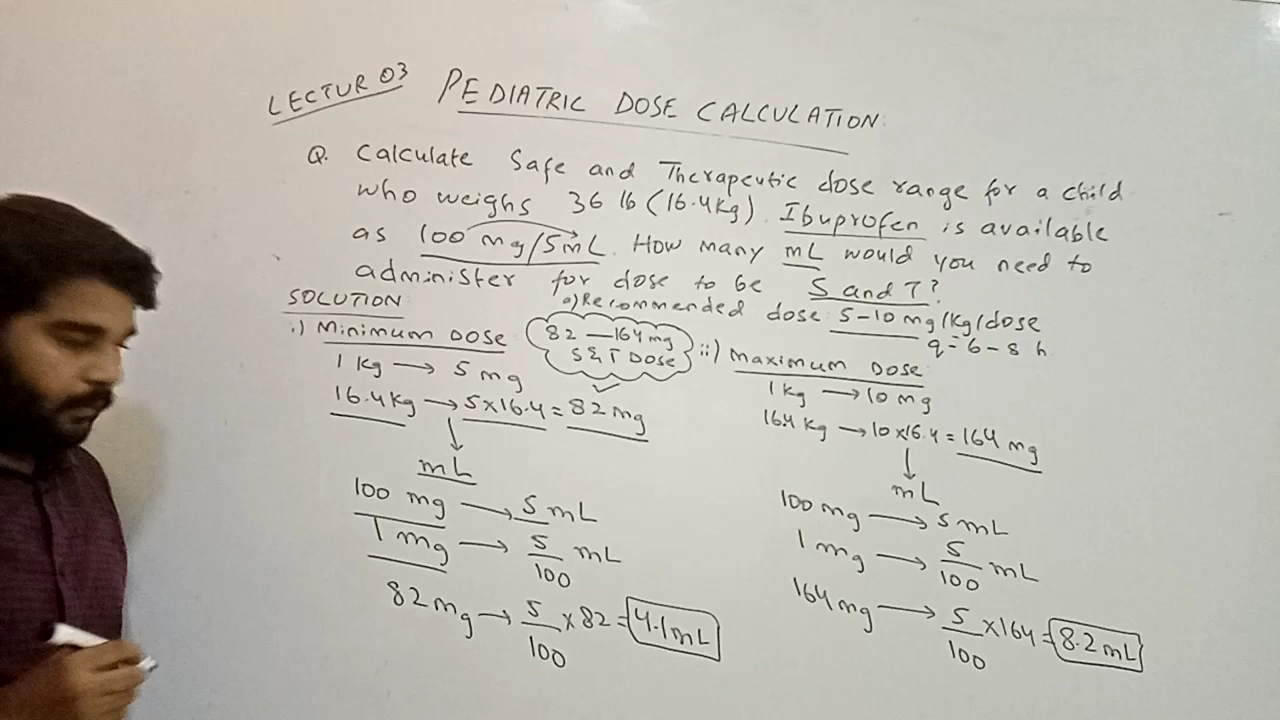 LECTUR 03 PEDIATRIC DOSE CALCULATION:
Q. Calculate Safe and Therapeutic dose range for a child
who weighs 36 lb (16.4kg). Ibuprofen is available
as 100 mg/5mL. How many mL would you need to
administer for dose to be S and T?
SOLUTION:
a) Recommended dose: 5-10 mg/kg/dose
q = 6-8 h
i) Minimum DOSE
1 kg → 5 mg
16.4 kg → 5x16.4 = 82 mg
↓
mL
100 mg → 5 mL
1 mg → 5/100 mL
82 mg → 5/100 x 82 = 4.1mL
82 — 164 mg
S & T DOSE
✓
ii) Maximum DOSE:
1 kg → 10 mg
16.4 kg → 10x16.4 = 164 mg
↓
mL
100 mg → 5 mL
1 mg → 5/100 mL
164 mg → 5/100 x 164 = 8.2 mL